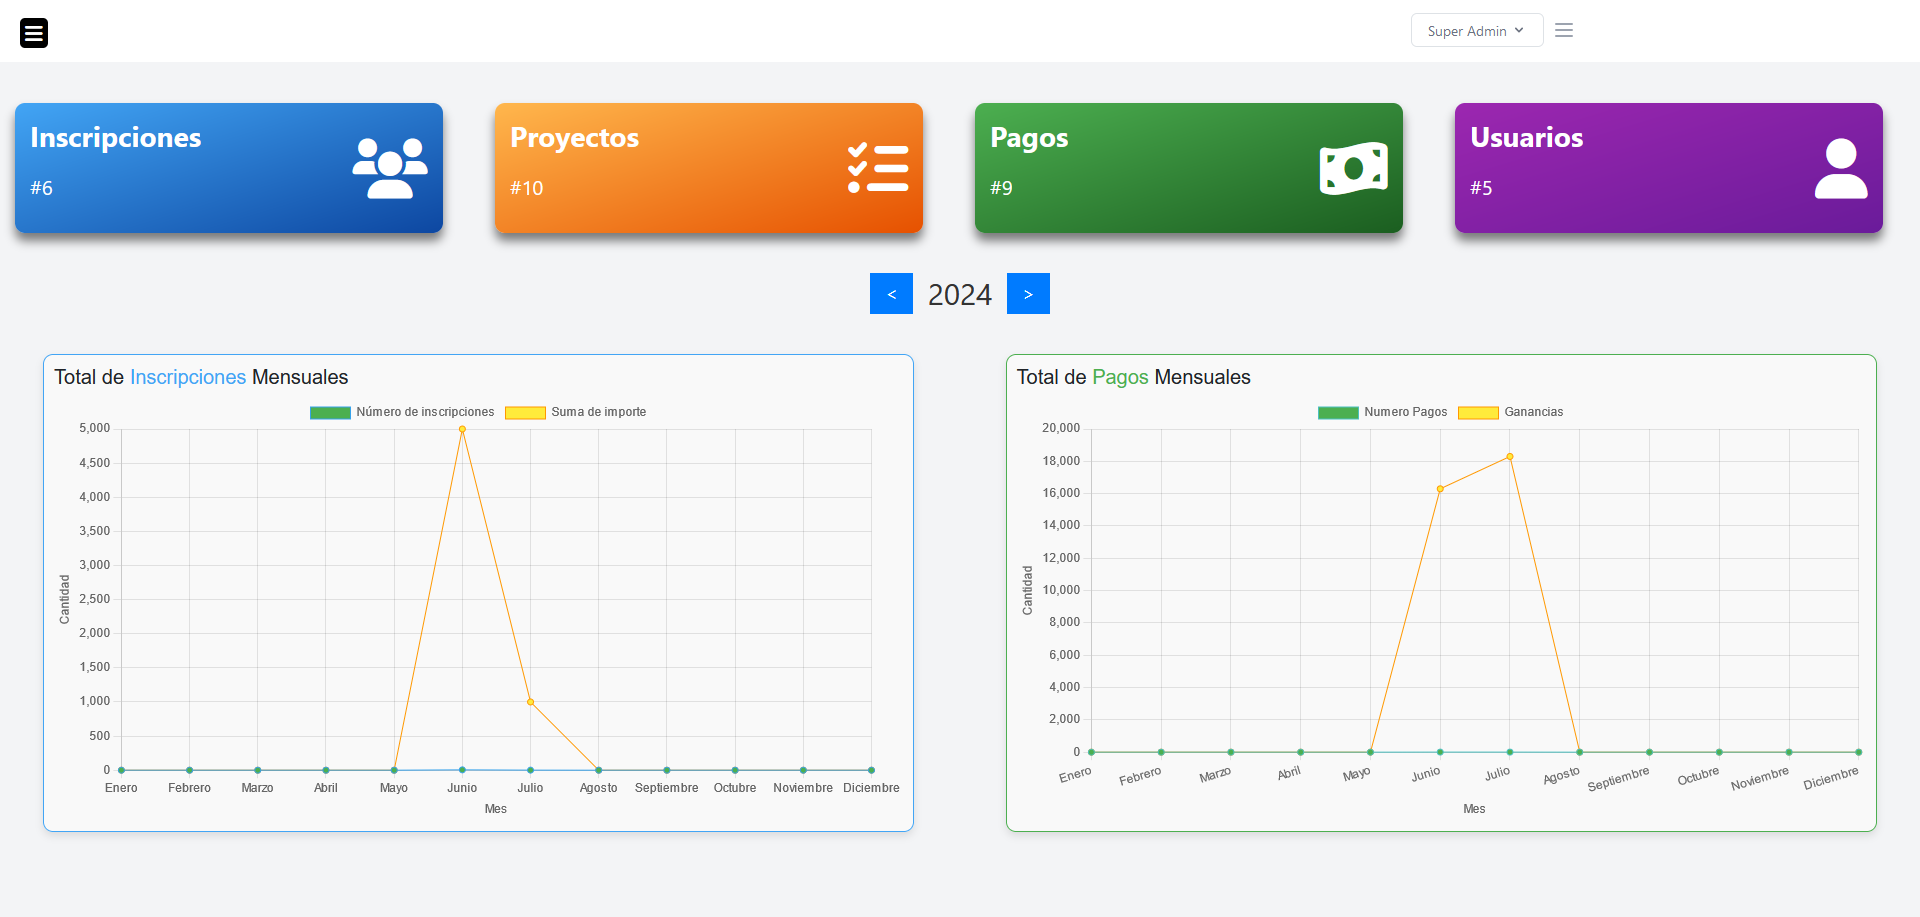 Super Admin
Inscripciones
#6
Proyectos
#10
Pagos
#9
Usuarios
#5
< 2024 >
Total de Inscripciones Mensuales
Número de inscripciones Suma de importe
5,000
4,500
4,000
3,500
3,000
2,500
2,000
1,500
1,000
500
0
Cantidad
Enero Febrero Marzo Abril Mayo Junio Julio Agosto Septiembre Octubre Noviembre Diciembre
Mes
Total de Pagos Mensuales
Numero Pagos Ganancias
20,000
18,000
16,000
14,000
12,000
10,000
8,000
6,000
4,000
2,000
0
Cantidad
Enero Febrero Marzo Abril Mayo Junio Julio Agosto Septiembre Octubre Noviembre Diciembre
Mes